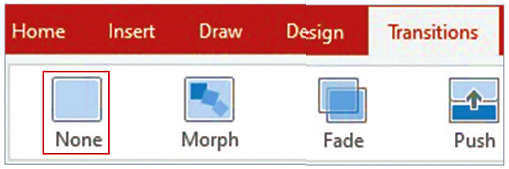 Home Insert Draw Design Transitions
None Morph Fade Push